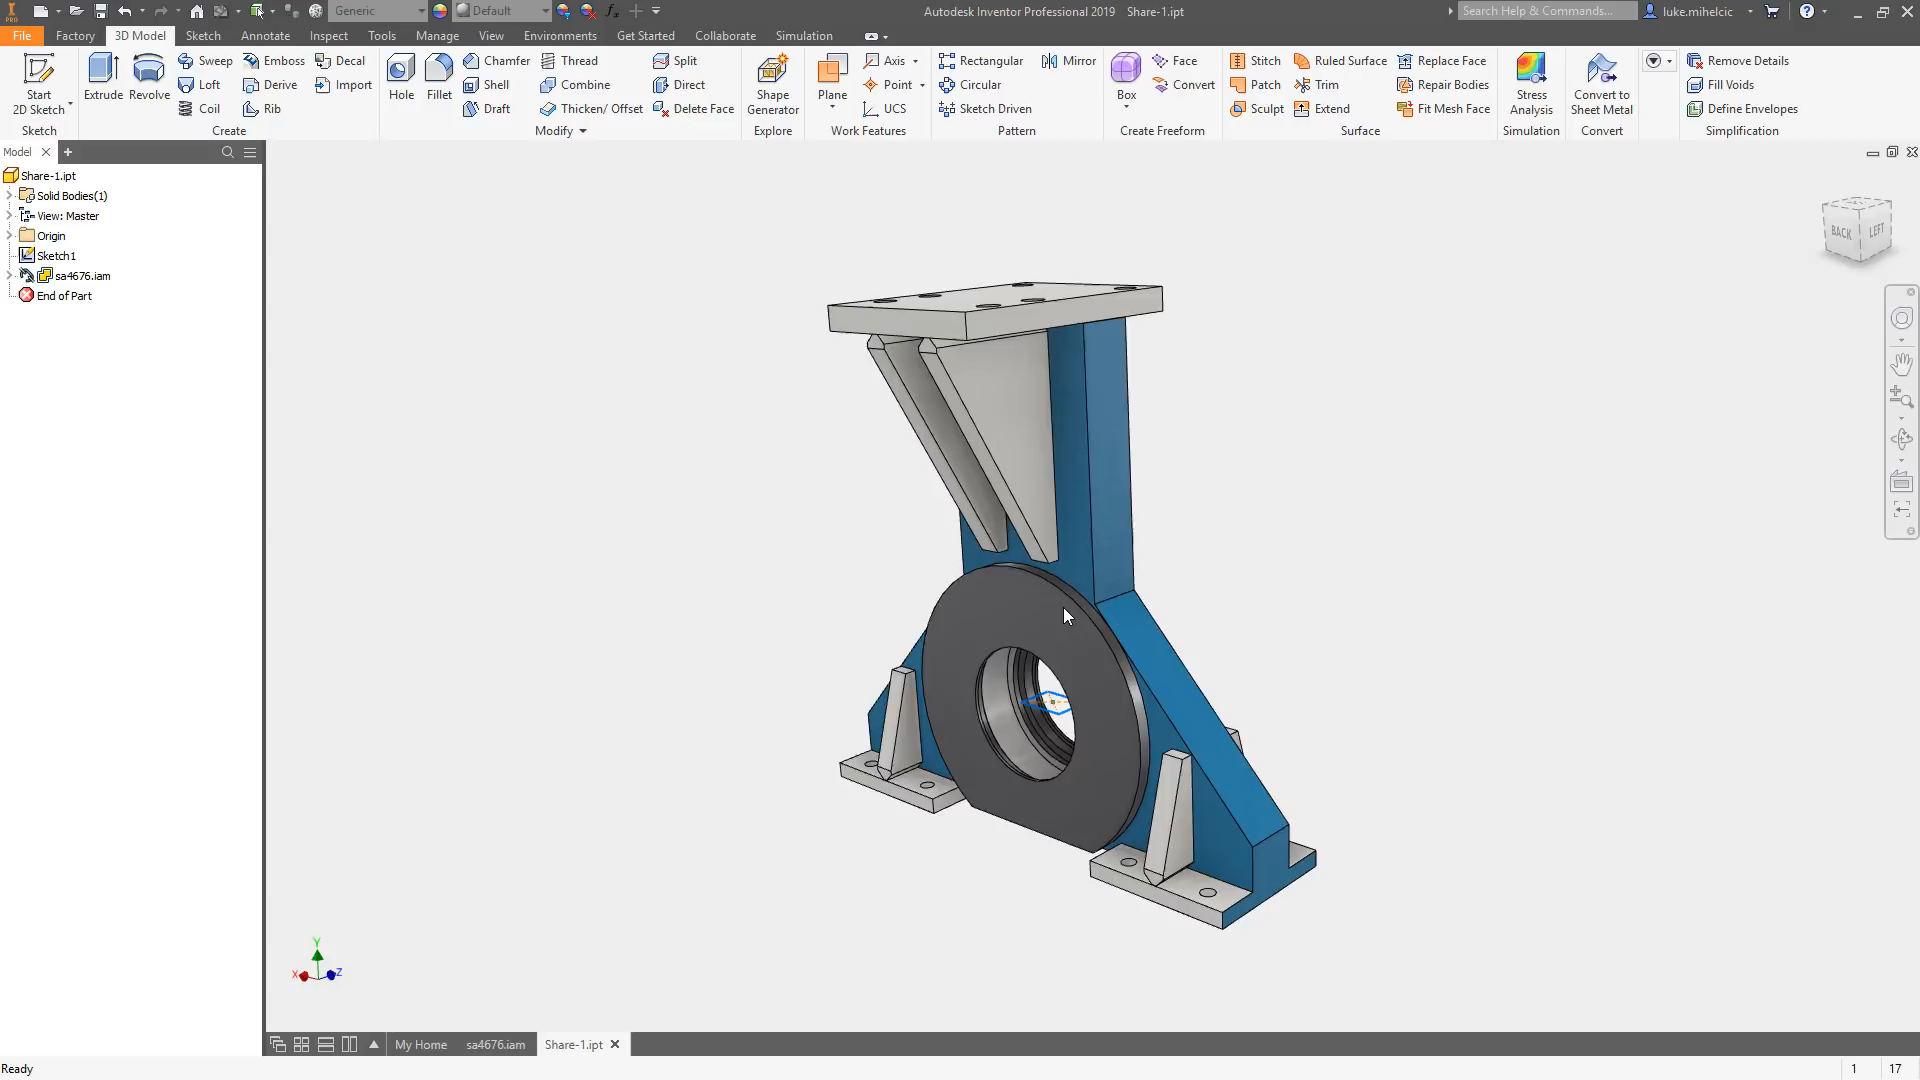 Generic
Default
Autodesk Inventor Professional 2019 Share-1.ipt
Search Help & Commands...
luke.mihelcic
PRO
File Factory 3D Model Sketch Annotate Inspect Tools Manage View Environments Get Started Collaborate Simulation
Start
2D Sketch
Extrude
Revolve
Sweep
Loft
Coil
Emboss
Derive
Rib
Decal
Import
Hole
Fillet
Chamfer
Shell
Draft
Thread
Combine
Thicken/ Offset
Split
Direct
Delete Face
Shape
Generator
Plane
Axis
Point
UCS
Rectangular
Circular
Sketch Driven
Mirror
Box
Face
Convert
Stitch
Patch
Sculpt
Ruled Surface
Trim
Extend
Replace Face
Repair Bodies
Fit Mesh Face
Stress
Analysis
Convert to
Sheet Metal
Remove Details
Fill Voids
Define Envelopes
Sketch Create Modify Explore Work Features Pattern Create Freeform Surface Simulation Convert Simplification
Model
Share-1.ipt
Solid Bodies(1)
View: Master
Origin
Sketch1
sa4676.iam
End of Part
BACK
LEFT
Y
X
Z
My Home sa4676.iam Share-1.ipt
Ready
1 17